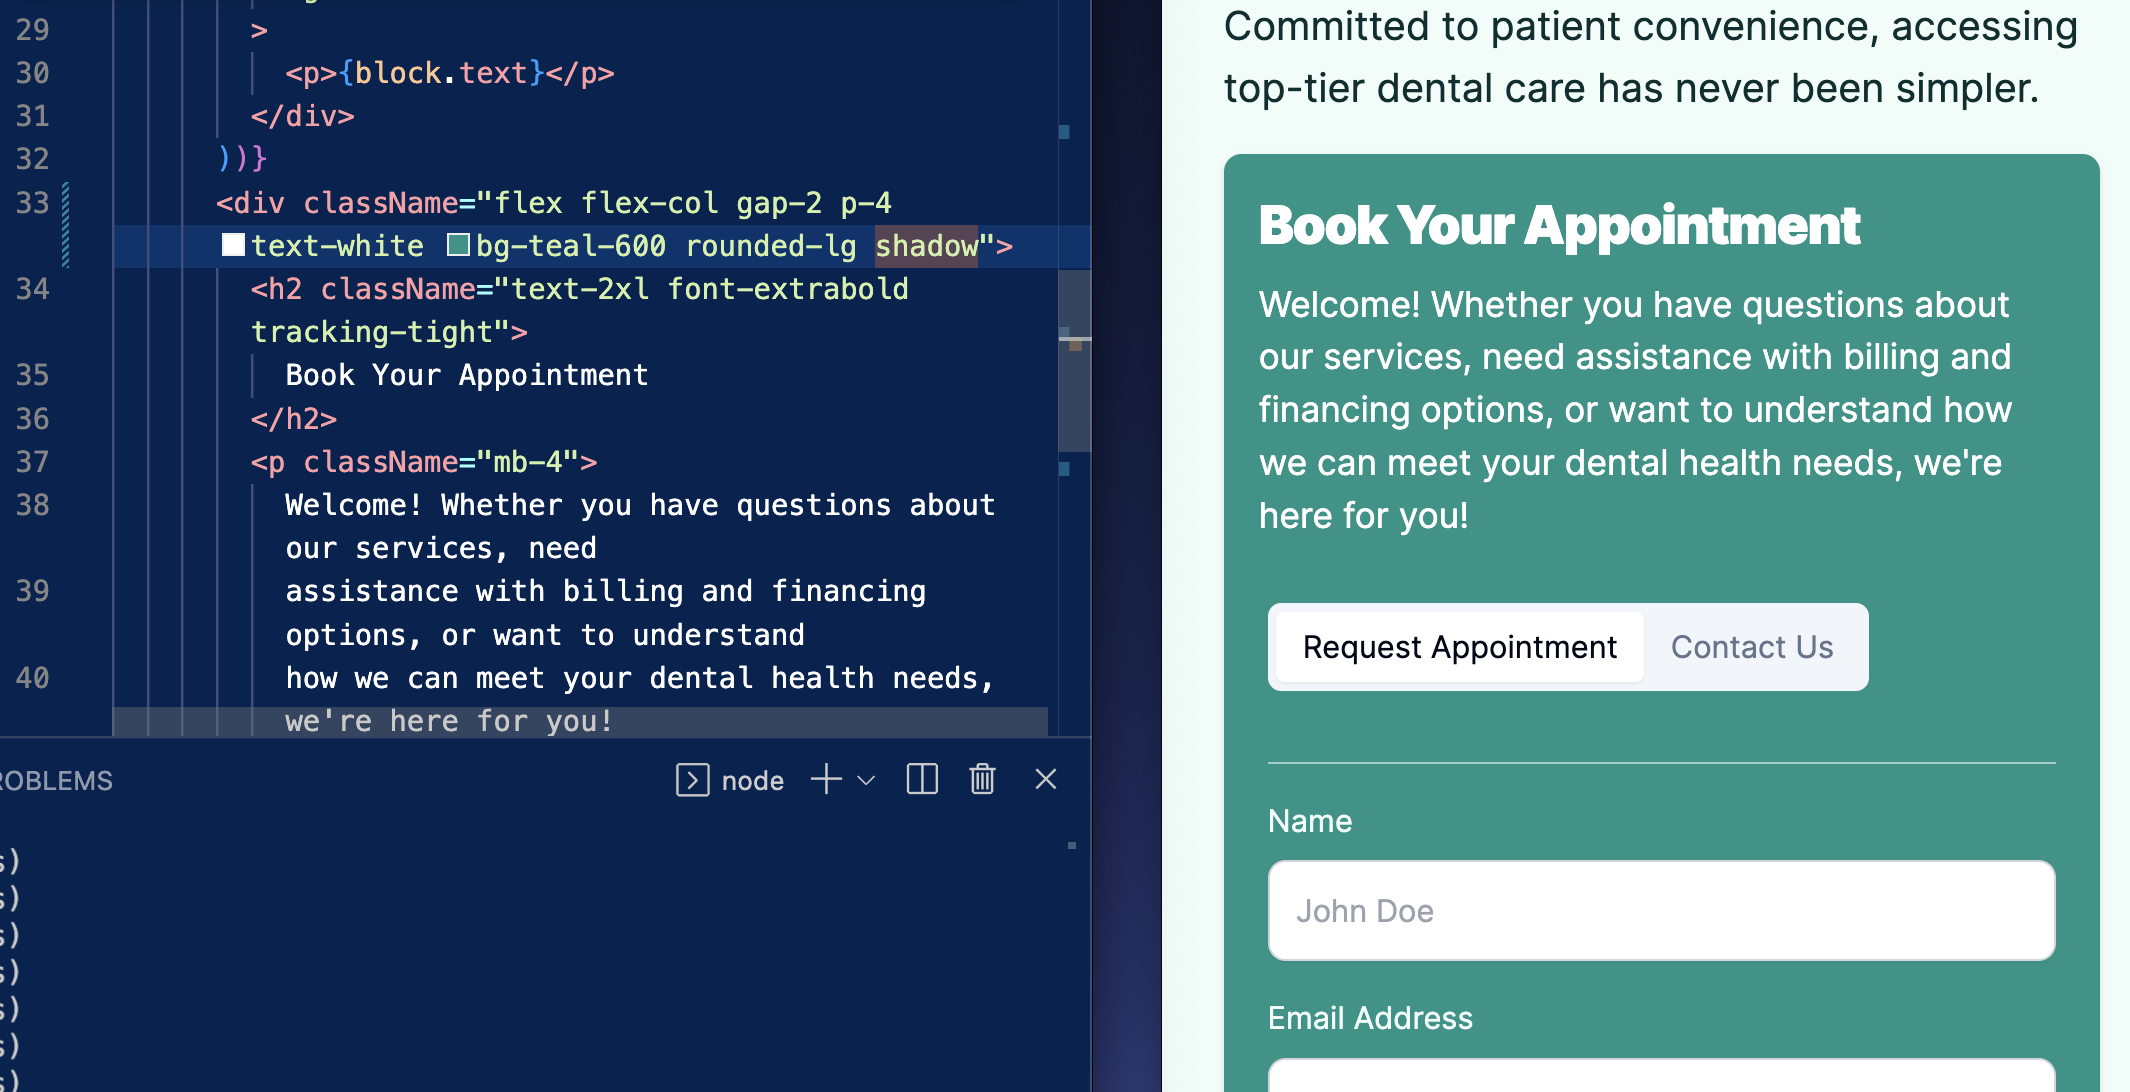 29 >
30 <p>{block.text}</p>
31 </div>
32 ))}
33 <div className="flex flex-col gap-2 p-4
text-white bg-teal-600 rounded-lg shadow">
34 <h2 className="text-2xl font-extrabold
tracking-tight">
35 Book Your Appointment
36 </h2>
37 <p className="mb-4">
38 Welcome! Whether you have questions about
our services, need
39 assistance with billing and financing
options, or want to understand
40 how we can meet your dental health needs,
we're here for you!
ROBLEMS
node
s)
s)
s)
s)
s)
s)
s)
Committed to patient convenience, accessing
top-tier dental care has never been simpler.
Book Your Appointment
Welcome! Whether you have questions about
our services, need assistance with billing and
financing options, or want to understand how
we can meet your dental health needs, we're
here for you!
Request Appointment Contact Us
Name
John Doe
Email Address